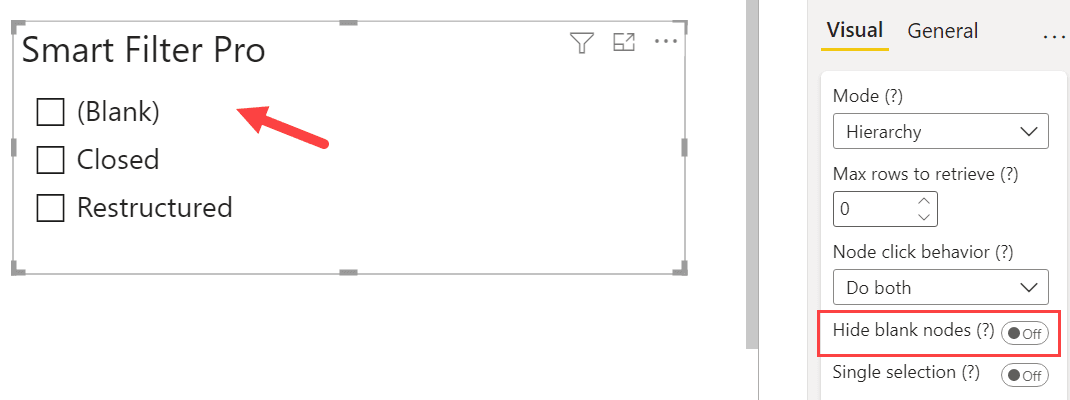 Smart Filter Pro
(Blank)
Closed
Restructured
Visual General ...
Mode (?)
Hierarchy
Max rows to retrieve (?)
0
Node click behavior (?)
Do both
Hide blank nodes (?) Off
Single selection (?) Off